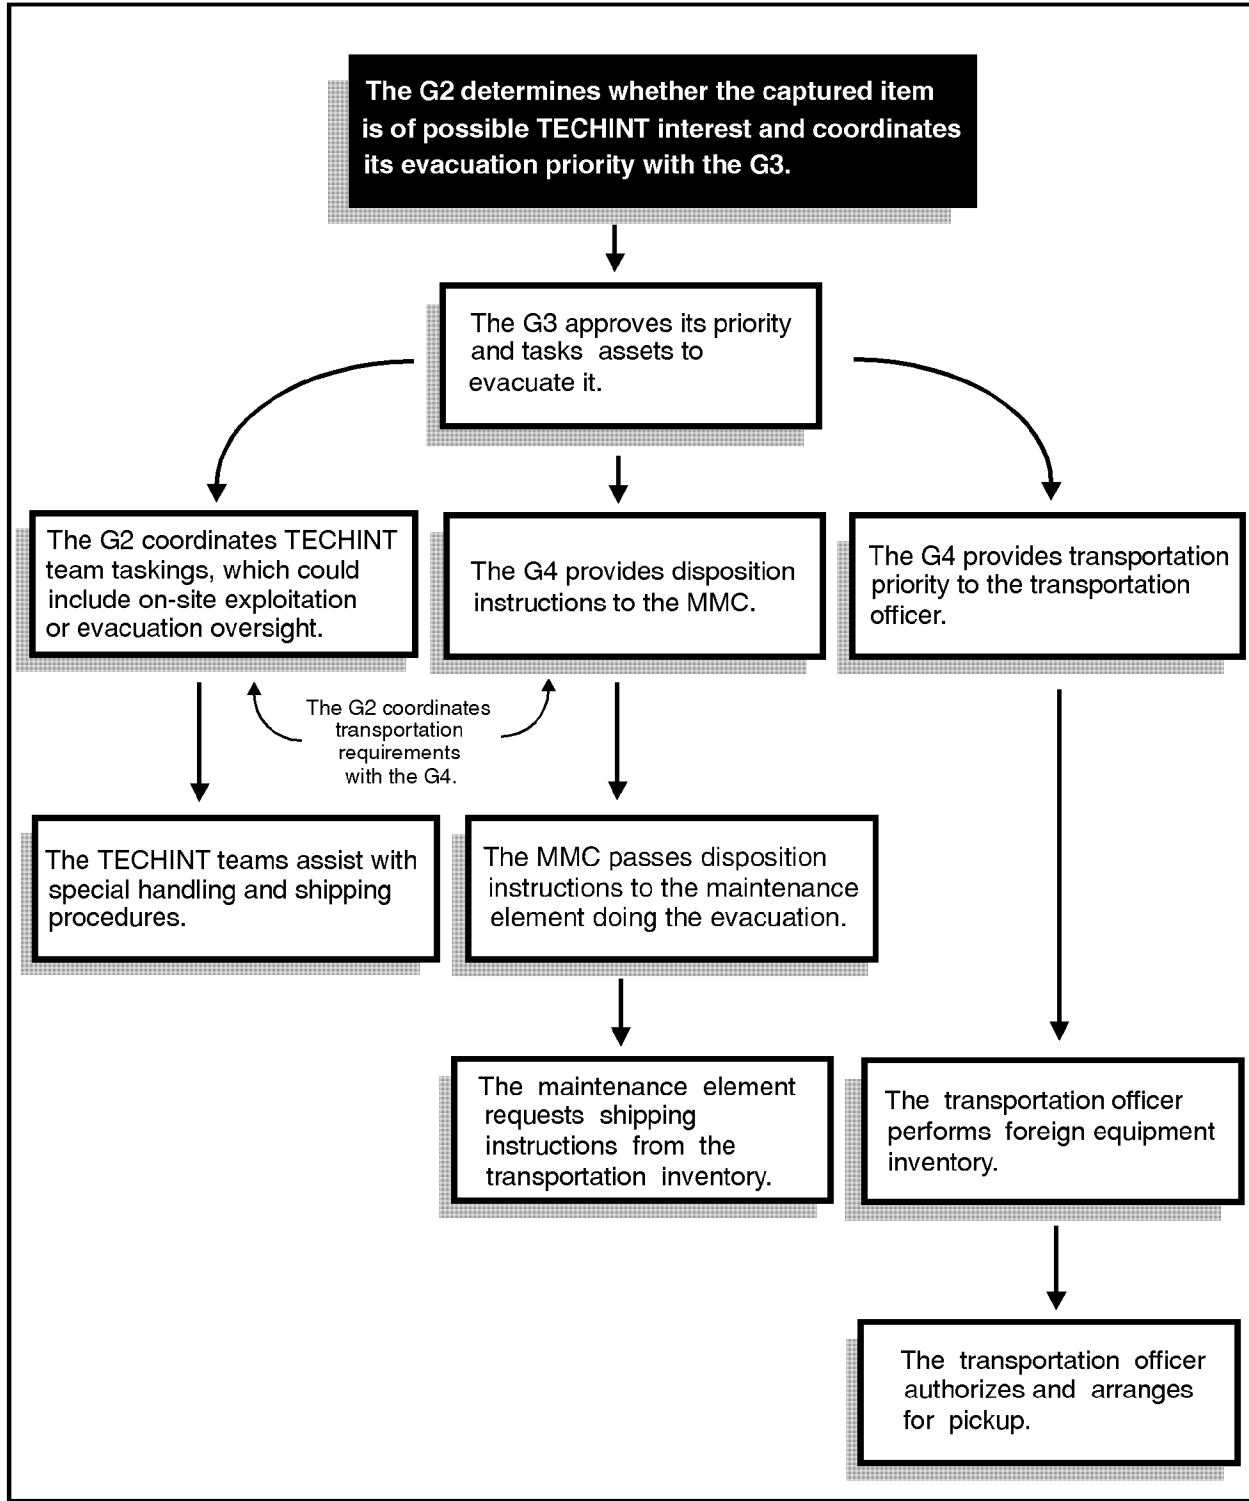 The G2 determines whether the captured item
is of possible TECHINT interest and coordinates
its evacuation priority with the G3.
The G3 approves its priority
and tasks assets to
evacuate it.
The G2 coordinates TECHINT
team taskings, which could
include on-site exploitation
or evacuation oversight.
The G4 provides disposition
instructions to the MMC.
The G4 provides transportation
priority to the transportation
officer.
The G2 coordinates
transportation
requirements
with the G4.
The TECHINT teams assist with
special handling and shipping
procedures.
The MMC passes disposition
instructions to the maintenance
element doing the evacuation.
The maintenance element
requests shipping
instructions from the
transportation inventory.
The transportation officer
performs foreign equipment
inventory.
The transportation officer
authorizes and arranges
for pickup.